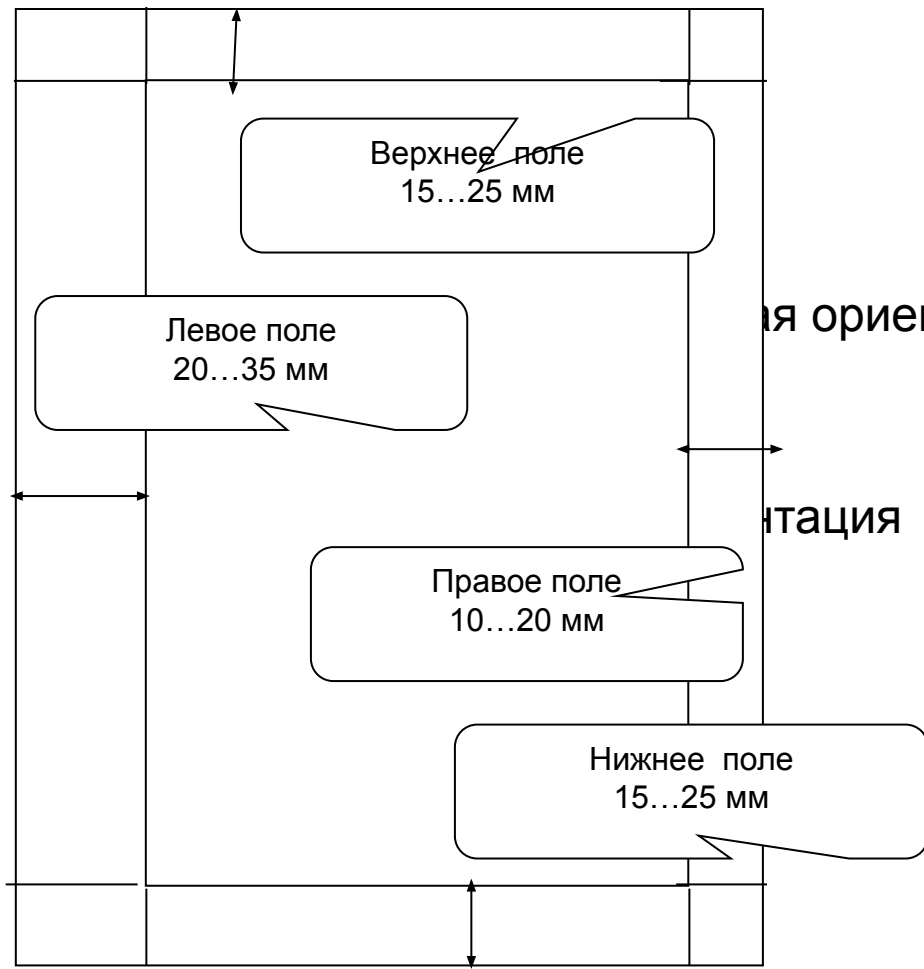 Верхнее поле
15…25 мм
Левое поле
20…35 мм
ая ориен
нтация
Правое поле
10…20 мм
Нижнее поле
15…25 мм